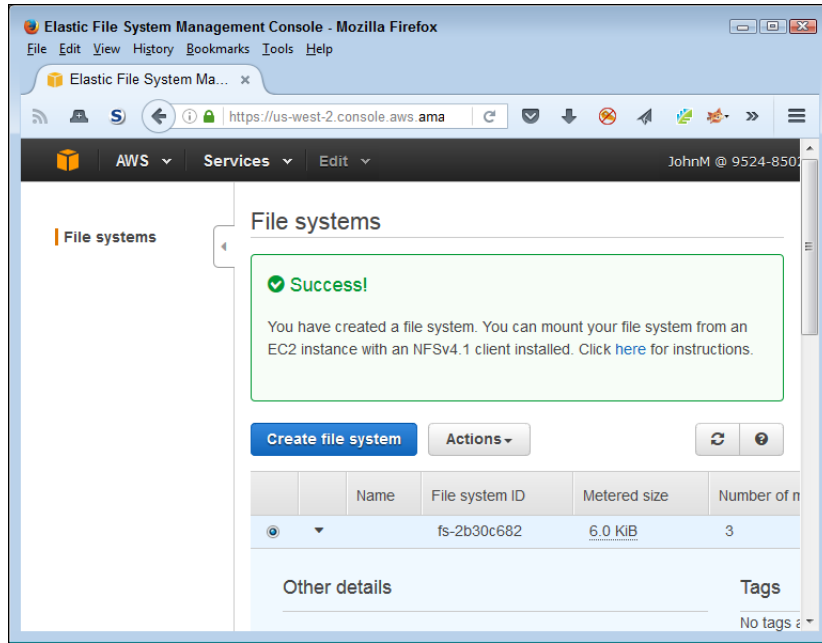 Elastic File System Management Console - Mozilla Firefox
File Edit View History Bookmarks Tools Help
Elastic File System Ma...
S)
https://us-west-2.console.aws.ama
AWS Services Edit JohnM @ 9524-850
File systems
File systems
Success!
You have created a file system. You can mount your file system from an
EC2 instance with an NFSv4.1 client installed. Click here for instructions.
Create file system Actions
Name File system ID Metered size Number of
fs-2b30c682 6.0 KiB 3
Other details Tags
No tags